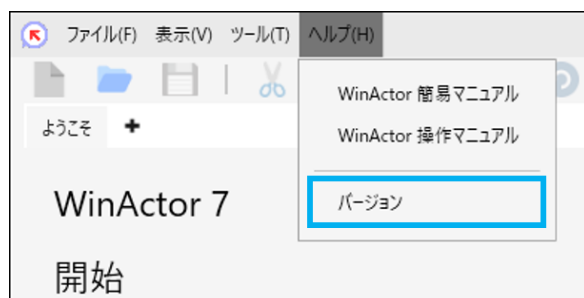 ファイル(F) 表示(V) ツール(T) ヘルプ(H)
WinActor 簡易マニュアル
ようこそ
WinActor 操作マニュアル
バージョン
WinActor 7
開始